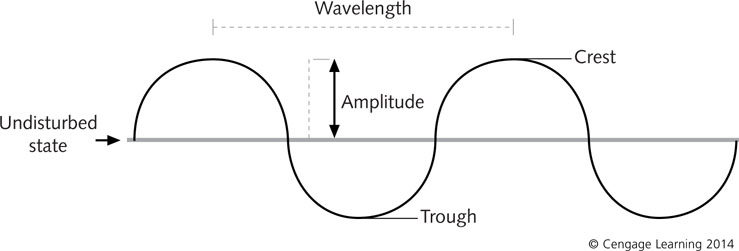 Wavelength
Crest
Amplitude
Undisturbed
state
Trough
© Cengage Learning 2014